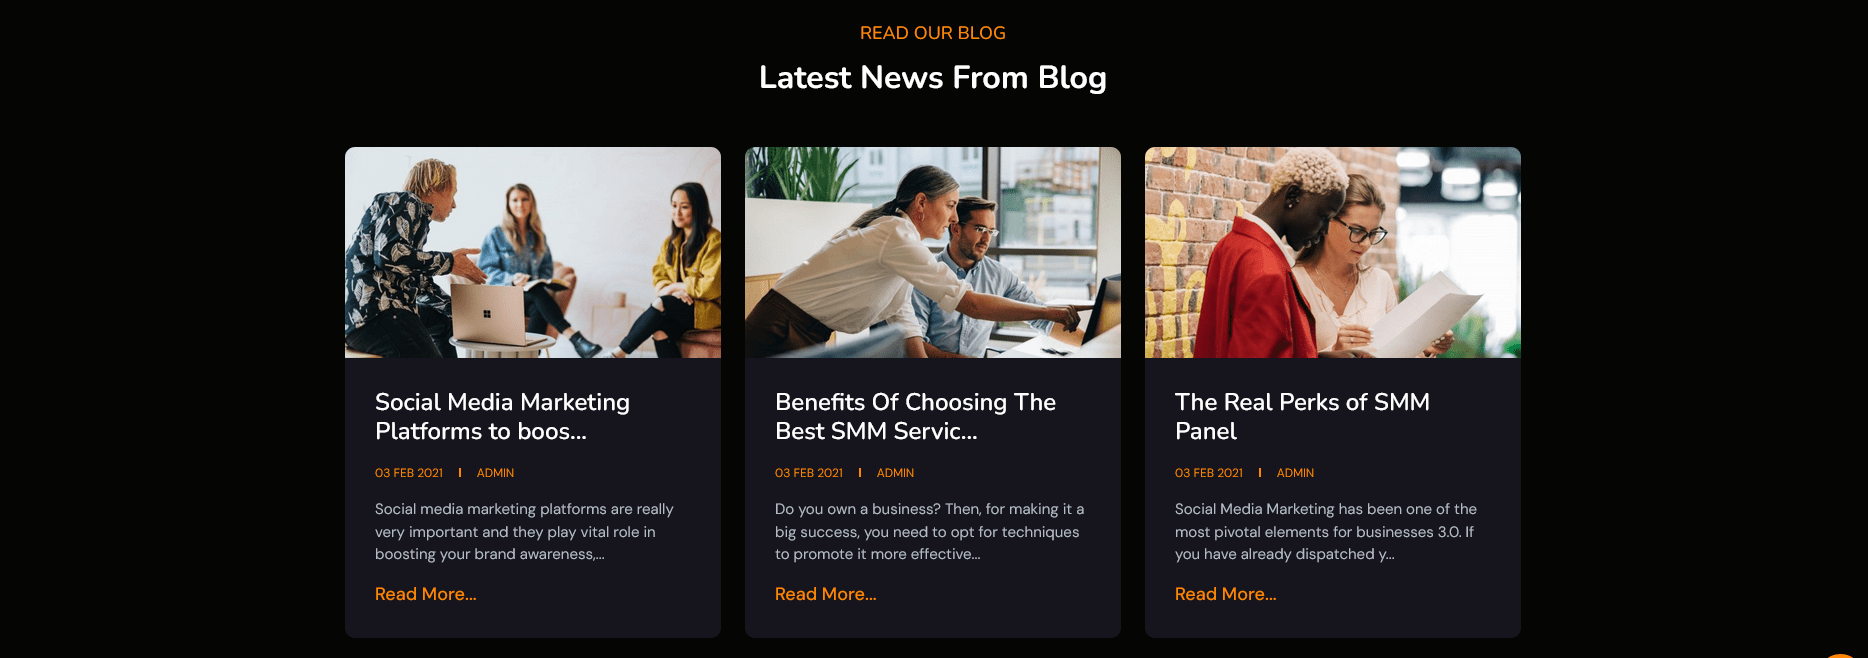 READ OUR BLOG
Latest News From Blog
Social Media Marketing
Platforms to boos...
03 FEB 2021 | ADMIN
Social media marketing platforms are really
very important and they play vital role in
boosting your brand awareness,...
Read More...
Benefits Of Choosing The
Best SMM Servic...
03 FEB 2021 | ADMIN
Do you own a business? Then, for making it a
big success, you need to opt for techniques
to promote it more effective...
Read More...
The Real Perks of SMM
Panel
03 FEB 2021 | ADMIN
Social Media Marketing has been one of the
most pivotal elements for businesses 3.0. If
you have already dispatched y...
Read More...